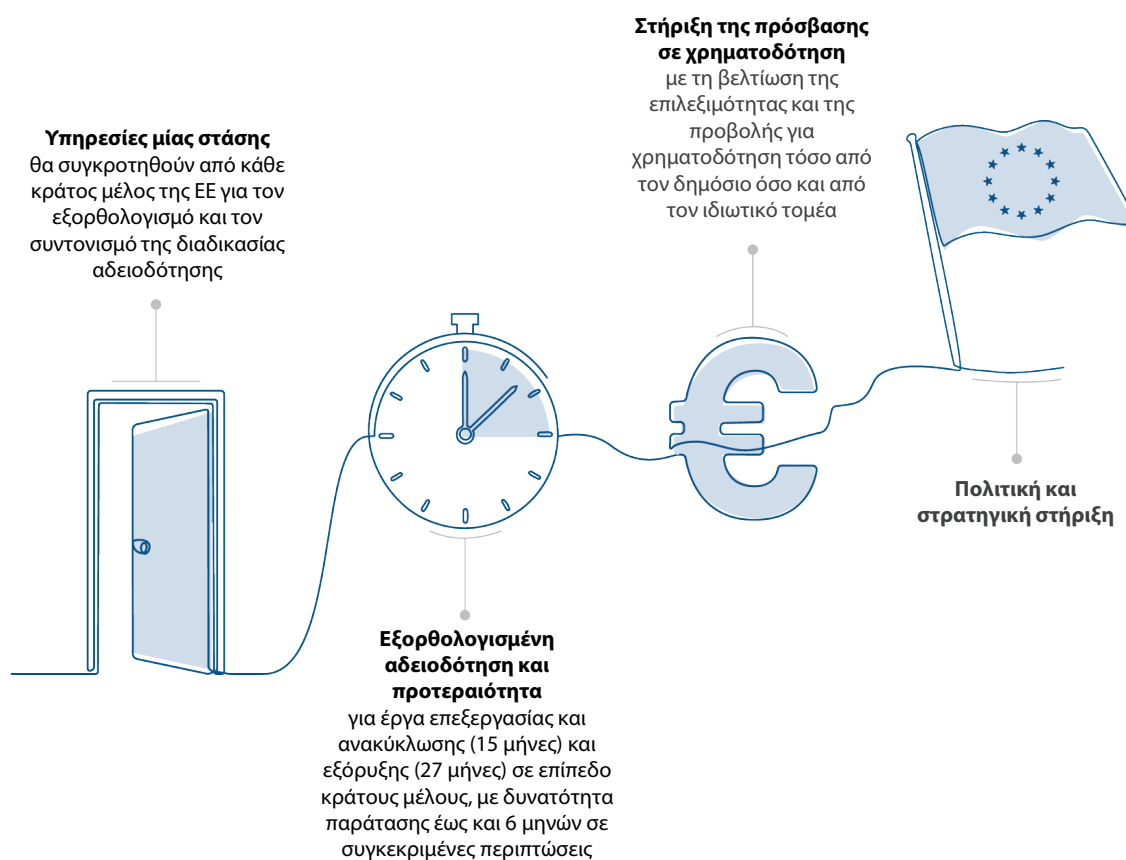 Υπηρεσίες μίας στάσης
θα συγκροτηθούν από κάθε
κράτος μέλος της ΕΕ για τον
εξορθολογισμό και τον
συντονισμό της διαδικασίας
αδειοδότησης
Εξορθολογισμένη
αδειοδότηση και
προτεραιότητα
για έργα επεξεργασίας και
ανακύκλωσης (15 μήνες) και
εξόρυξης (27 μήνες) σε επίπεδο
κράτους μέλους, με δυνατότητα
παράτασης έως και 6 μηνών σε
συγκεκριμένες περιπτώσεις
Στήριξη της πρόσβασης
σε χρηματοδότηση
με τη βελτίωση της
επιλεξιμότητας και της
προβολής για
χρηματοδότηση τόσο από
τον δημόσιο όσο και από
τον ιδιωτικό τομέα
Πολιτική και
στρατηγική στήριξη